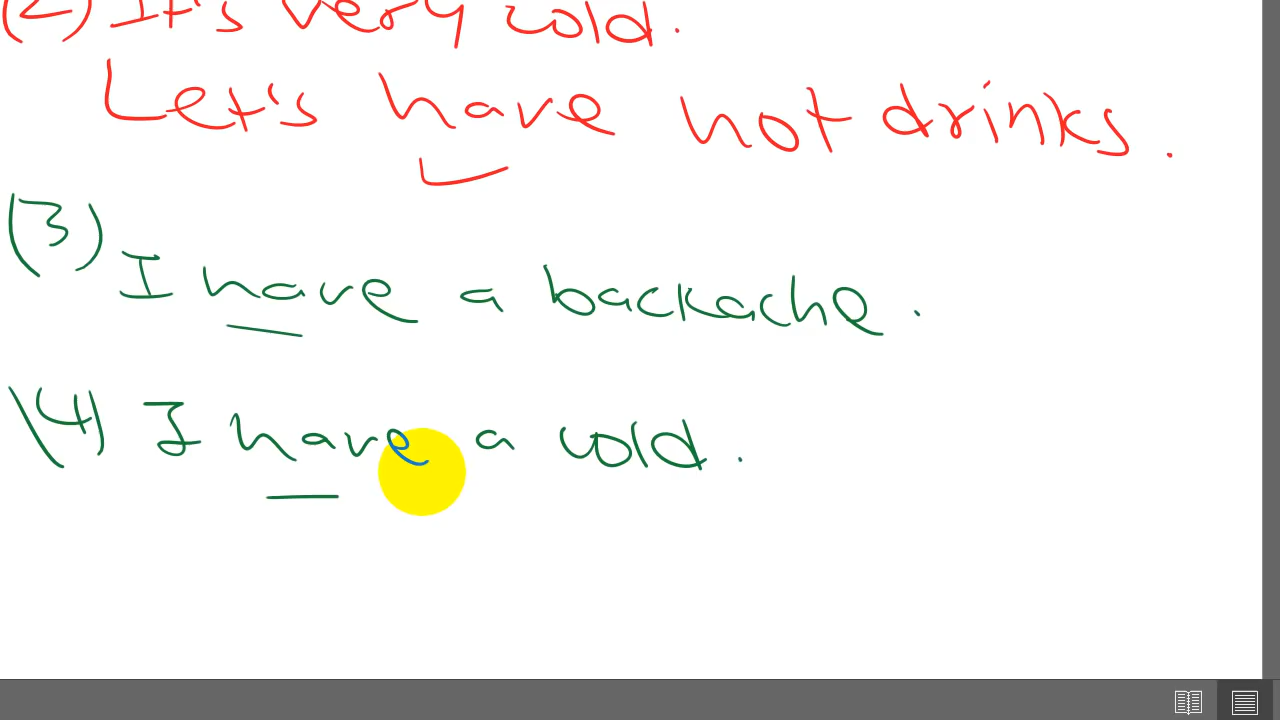 (2) It's very cold.
Let's have hot drinks.
(3) I have a backache.
(4) I have a cold.